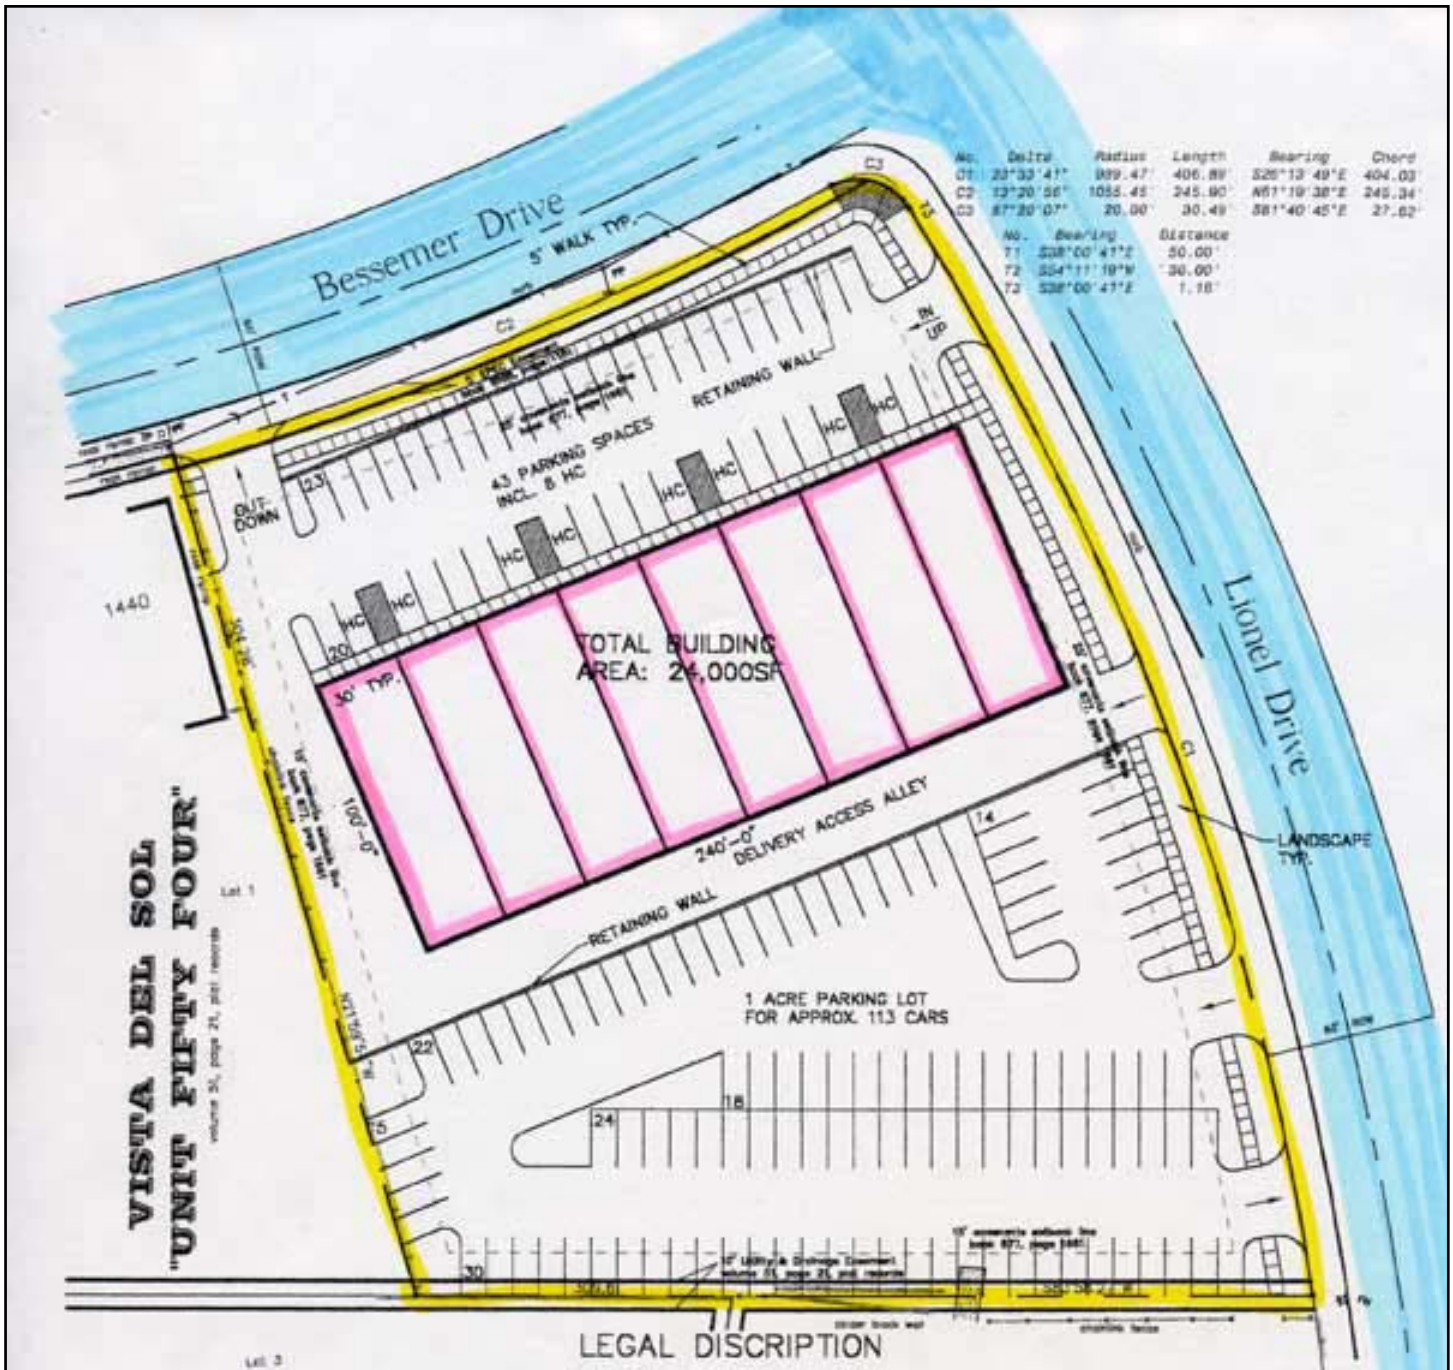 No. Delta Radius Length Bearing Chord
C1 23°33'41" 989.47' 406.89' S26°13'49"E 404.03'
C2 13°20'56" 1055.45' 245.90' N61°19'38"E 245.34'
C3 87°20'07" 20.00' 30.49' S81°40'45"E 27.62'
No. Bearing Distance
T1 S38°00'47"E 50.00'
T2 S54°11'19"W 36.00'
T3 S38°00'47"E 1.16'
C3
T3
Bessemer Drive
5' WALK TYP.
C2
IN
UP
RETAINING WALL
43 PARKING SPACES
INCL. 8 HC
23
OUT-
DOWN
HC
HC
HC
HC
HC
HC
HC
HC
20
1440
30' TYP.
TOTAL BUILDING
AREA: 24,000SF
Lionel Drive
C1
100'-0"
240'-0"
DELIVERY ACCESS ALLEY
14
RETAINING WALL
LANDSCAPE
TYP.
VISTA DEL SOL
"UNIT FIFTY FOUR"
Lot 1
1 ACRE PARKING LOT
FOR APPROX. 113 CARS
22
18
24
30
10' Utility & Drainage Easement
LEGAL DISCRIPTION
Lot 3